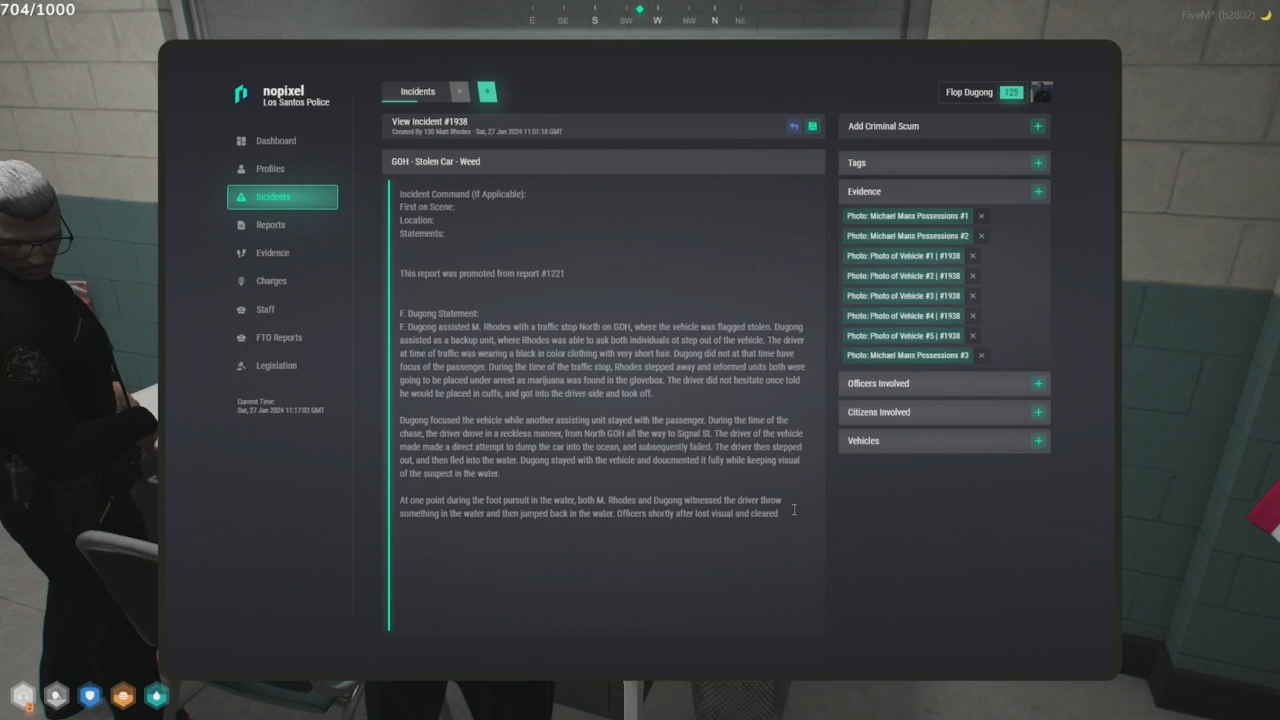 704/1000
E SE S SW W NW N NE
FiveM* (b2802)
nopixel
Los Santos Police
Dashboard
Profiles
Incidents
Reports
Evidence
Charges
Staff
FTO Reports
Legislation
Current Time:
Sat, 27 Jan 2024 11:17:02 GMT
Incidents
Flop Dugong 125
View Incident #1938
Created By 130 Matt Rhodes - Sat, 27 Jan 2024 11:01:18 GMT
GOH - Stolen Car - Weed
Incident Command (If Applicable):
First on Scene:
Location:
Statements:
This report was promoted from report #1221
F. Dugong Statement:
F. Dugong assisted M. Rhodes with a traffic stop North on GOH, where the vehicle was flagged stolen. Dugong
assisted as a backup unit, where Rhodes was able to ask both individuals ot step out of the vehicle. The driver
at time of traffic was wearing a black in color clothing with very short hair. Dugong did not at that time have
focus of the passenger. During the time of the traffic stop, Rhodes stepped away and informed units both were
going to be placed under arrest as marijuana was found in the glovebox. The driver did not hesitate once told
he would be placed in cuffs, and got into the driver-side and took off.
Dugong focused the vehicle while another assisting unit stayed with the passenger. During the time of the
chase, the driver drove in a reckless manner, from North GOH all the way to Signal St. The driver of the vehicle
made made a direct attempt to dump the car into the ocean, and subsequently failed. The driver then stepped
out, and then fled into the water. Dugong stayed with the vehicle and doucmented it fully while keeping visual
of the suspect in the water.
At one point during the foot pursuit in the water, both M. Rhodes and Dugong witnessed the driver throw
something in the water and then jumped back in the water. Officers shortly after lost visual and cleared
Add Criminal Scum
Tags
Evidence
Photo: Michael Manx Possessions #1
Photo: Michael Manx Possessions #2
Photo: Photo of Vehicle #1 | #1938
Photo: Photo of Vehicle #2 | #1938
Photo: Photo of Vehicle #3 | #1938
Photo: Photo of Vehicle #4 | #1938
Photo: Photo of Vehicle #5 | #1938
Photo: Michael Manx Possessions #3
Officers Involved
Citizens Involved
Vehicles
2